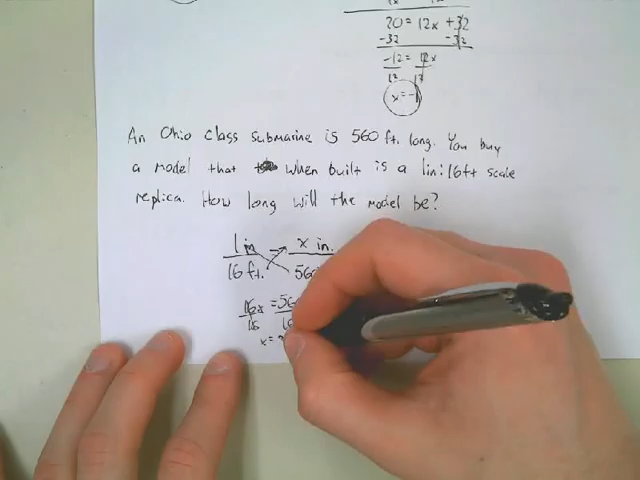 20 = 12x + 32
-32 -32
-12 = 12x
12 12
x = -1
An Ohio Class submarine is 560 ft. long. You buy
a model that when built is a 1in:16ft scale
replica. How long will the model be?
1 in = x in.
16 ft. 560
16x = 560
16 16
x =